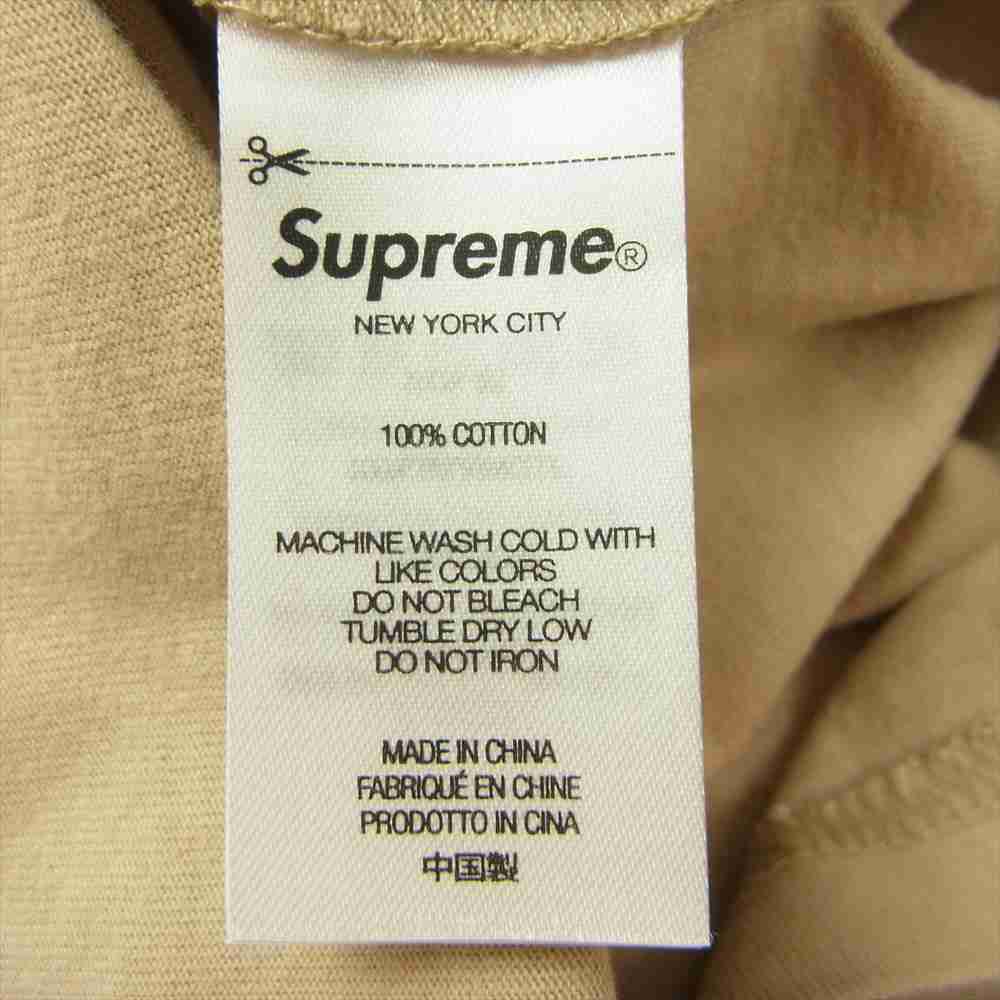 Supreme®
NEW YORK CITY
100% COTTON
MACHINE WASH COLD WITH
LIKE COLORS
DO NOT BLEACH
TUMBLE DRY LOW
DO NOT IRON
MADE IN CHINA
FABRIQUÉ EN CHINE
PRODOTTO IN CINA
中国製